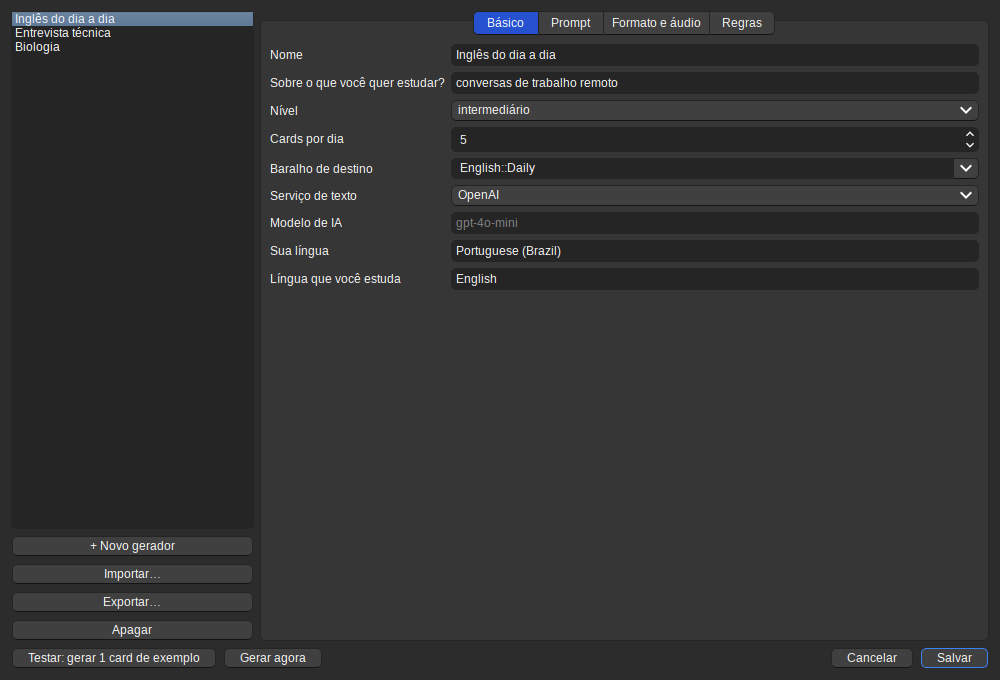 Inglês do dia a dia
Entrevista técnica
Biologia
+ Novo gerador
Importar…
Exportar…
Apagar
Básico Prompt Formato e áudio Regras
Nome Inglês do dia a dia
Sobre o que você quer estudar? conversas de trabalho remoto
Nível intermediário
Cards por dia 5
Baralho de destino English::Daily
Serviço de texto OpenAI
Modelo de IA gpt-4o-mini
Sua língua Portuguese (Brazil)
Língua que você estuda English
Testar: gerar 1 card de exemplo Gerar agora Cancelar Salvar